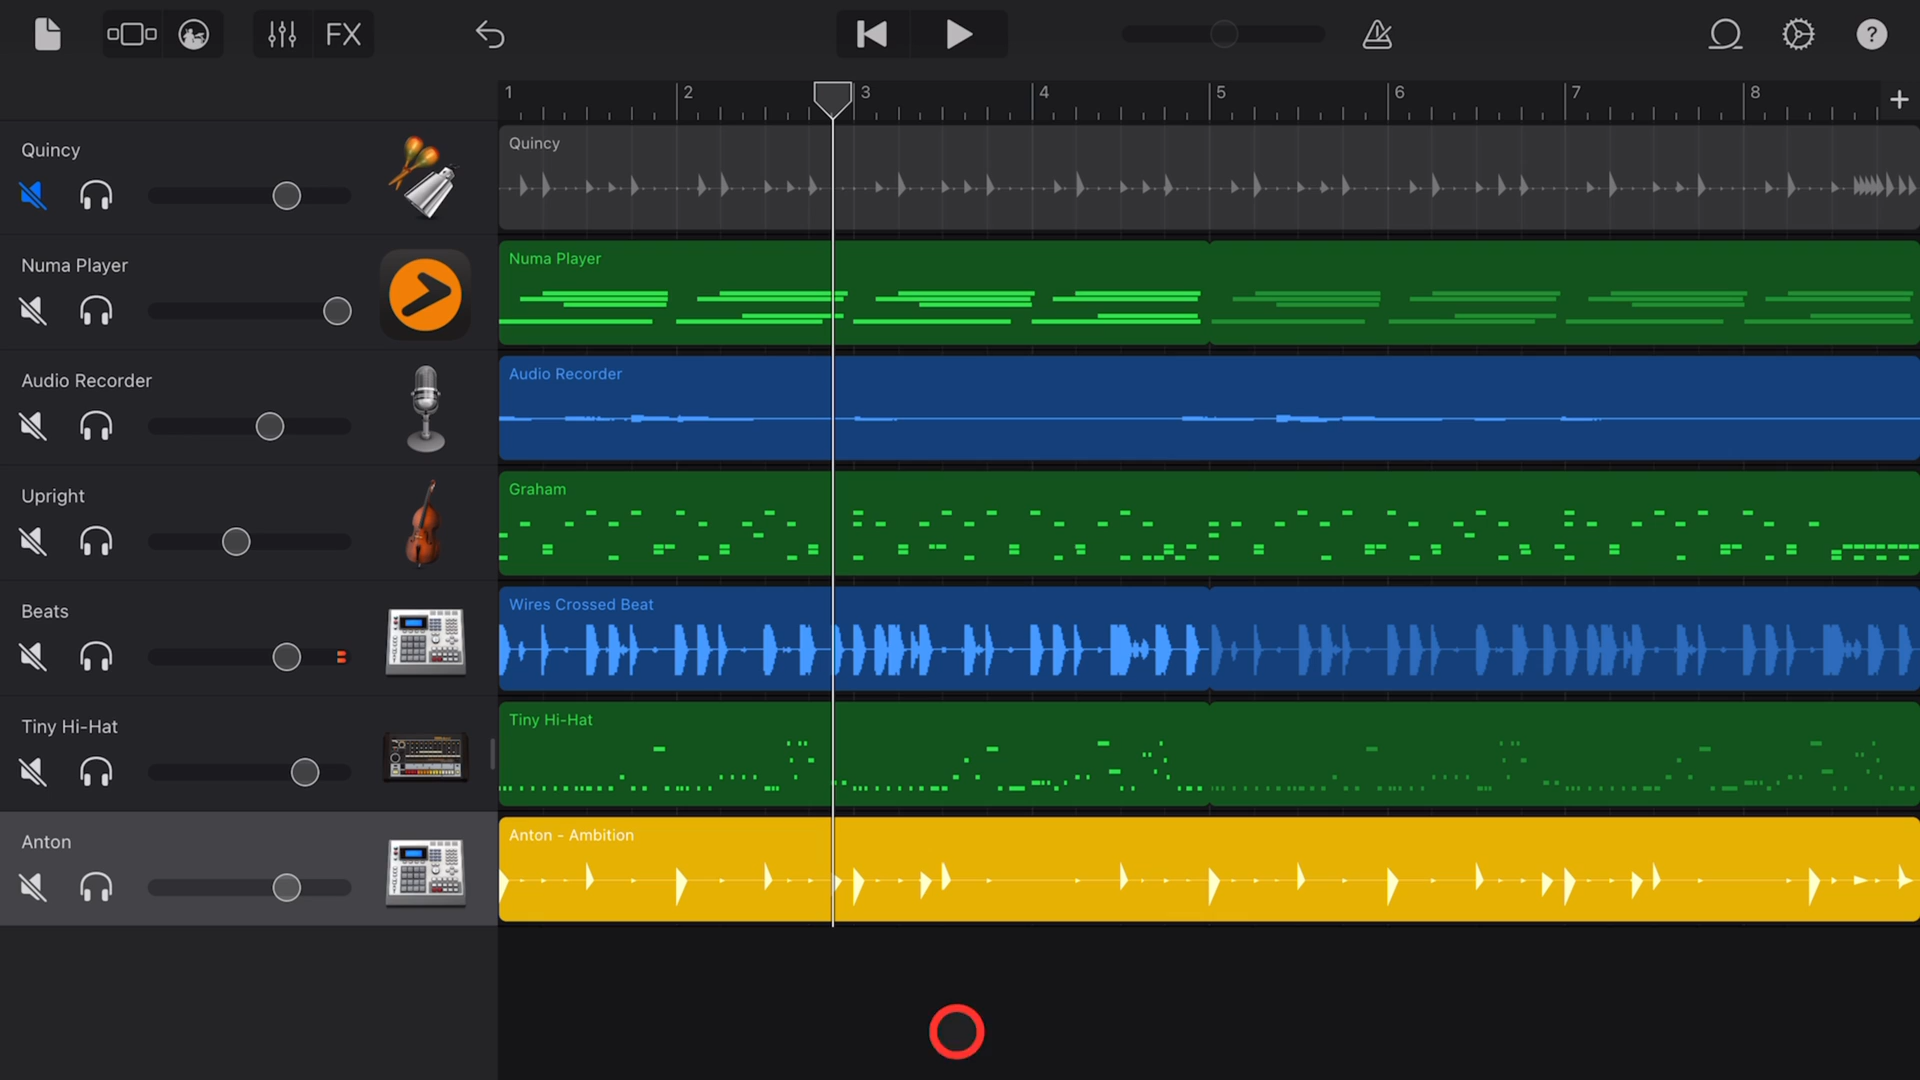 FX
?
1 2 3 4 5 6 7 8 +
Quincy
Quincy
Numa Player
Numa Player
Audio Recorder
Audio Recorder
Upright
Graham
Beats
Wires Crossed Beat
Tiny Hi-Hat
Tiny Hi-Hat
Anton
Anton - Ambition